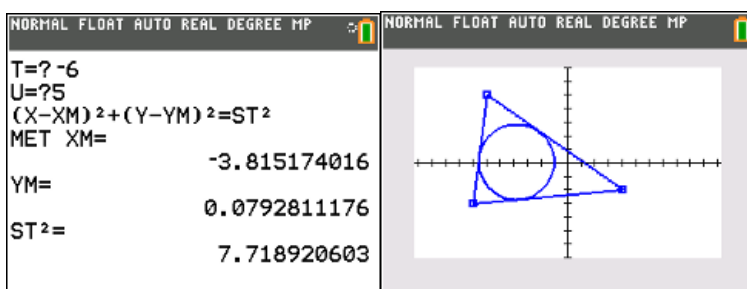 NORMAL FLOAT AUTO REAL DEGREE MP
T=? -6
U=?5
(X-XM)²+(Y-YM)²=ST²
MET XM=
-3.815174016
YM=
0.0792811176
ST²=
7.718920603
NORMAL FLOAT AUTO REAL DEGREE MP